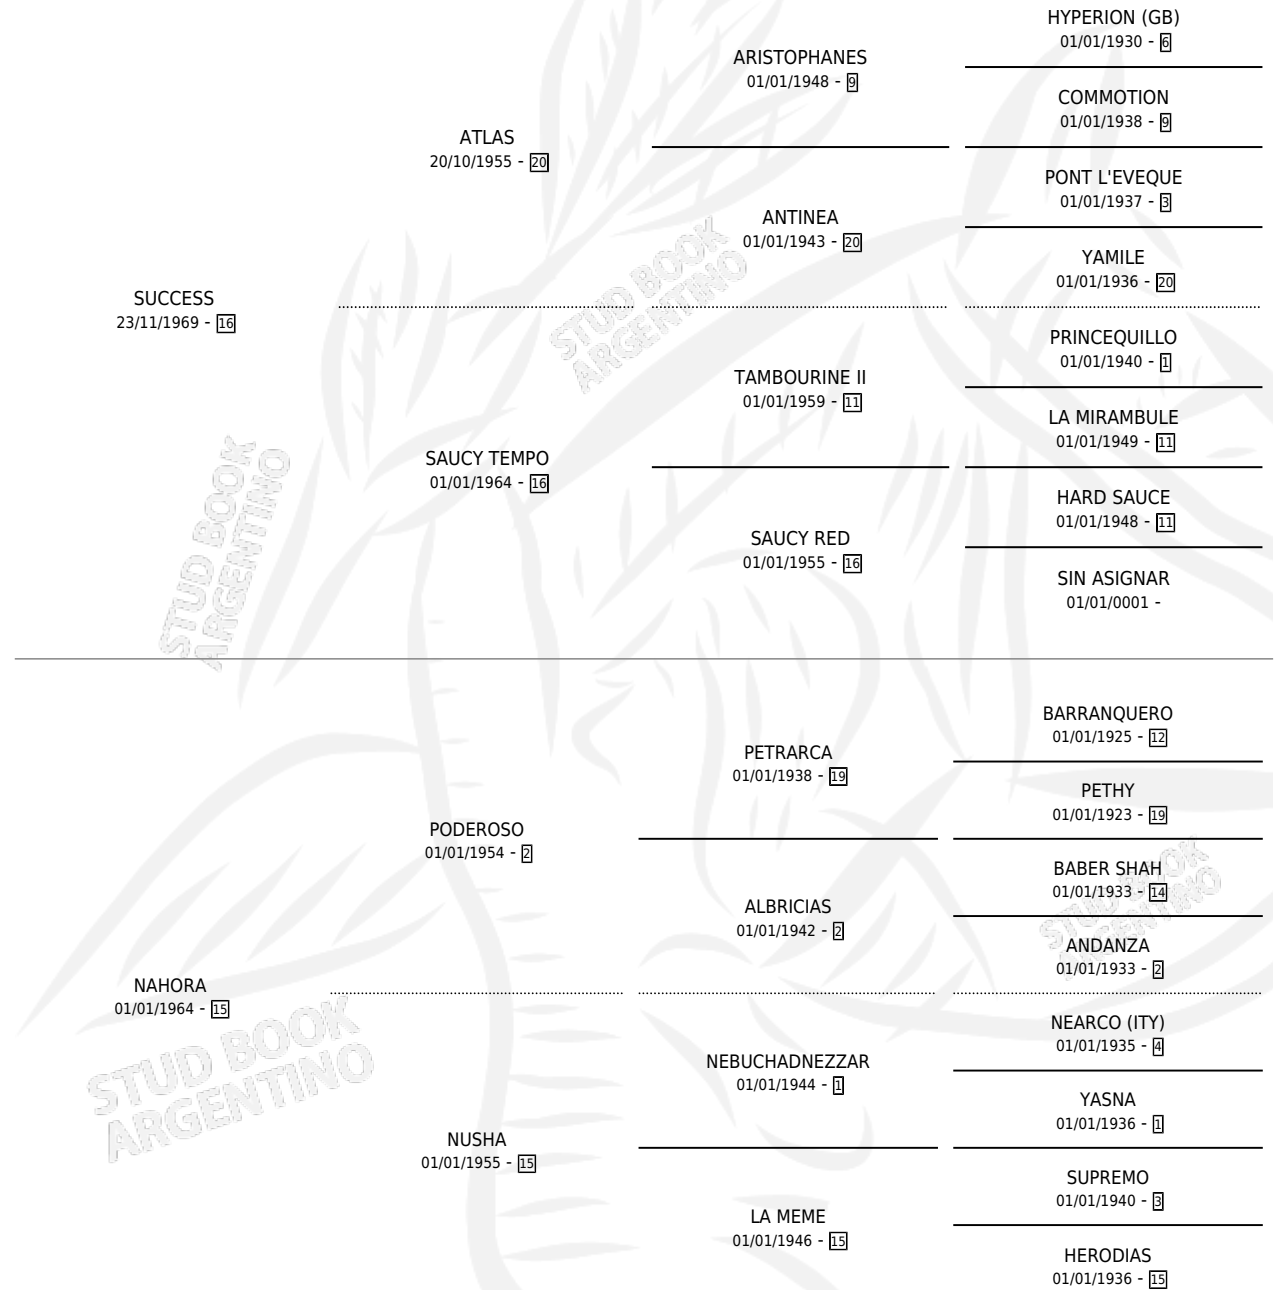 HYPERION (GB)
01/01/1930 - 6
ARISTOPHANES
01/01/1948 - 9
COMMOTION
01/01/1938 - 9
ATLAS
20/10/1955 - 20
PONT L'EVEQUE
01/01/1937 - 3
ANTINEA
01/01/1943 - 20
YAMILE
01/01/1936 - 20
SUCCESS
23/11/1969 - 16
PRINCEQUILLO
01/01/1940 - 1
TAMBOURINE II
01/01/1959 - 11
LA MIRAMBULE
01/01/1949 - 11
SAUCY TEMPO
01/01/1964 - 16
HARD SAUCE
01/01/1948 - 11
SAUCY RED
01/01/1955 - 16
SIN ASIGNAR
01/01/0001 -
BARRANQUERO
01/01/1925 - 12
PETRARCA
01/01/1938 - 19
PETHY
01/01/1923 - 19
PODEROSO
01/01/1954 - 2
BABER SHAH
01/01/1933 - 14
ALBRICIAS
01/01/1942 - 2
ANDANZA
01/01/1933 - 2
NAHORA
01/01/1964 - 15
NEARCO (ITY)
01/01/1935 - 4
NEBUCHADNEZZAR
01/01/1944 - 1
YASNA
01/01/1936 - 1
NUSHA
01/01/1955 - 15
SUPREMO
01/01/1940 - 3
LA MEME
01/01/1946 - 15
HERODIAS
01/01/1936 - 15
STUD BOOK
ARGENTINO
STUD BOOK
ARGENTINO
STUD BOOK
ARGENTINO
STUD BOOK
ARGENTINO